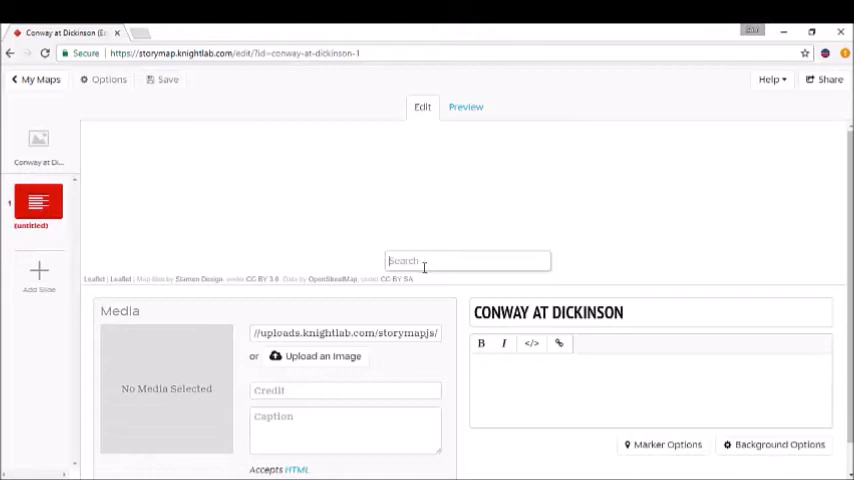 Conway at Dickinson (Ed
Secure
https://storymap.knightlab.com/edit/?id=conway-at-dickinson-1
My Maps
Options
Save
Help
Share
Edit
Preview
Conway at Di...
1
(untitled)
Add Slide
Search
Leaflet | Leaflet | Map tiles by Stamen Design, under CC BY 3.0. Data by OpenStreetMap, under CC BY SA
Media
//uploads.knightlab.com/storymapjs/
or
Upload an Image
No Media Selected
Credit
Caption
Accepts HTML
CONWAY AT DICKINSON
B I </>
Marker Options
Background Options